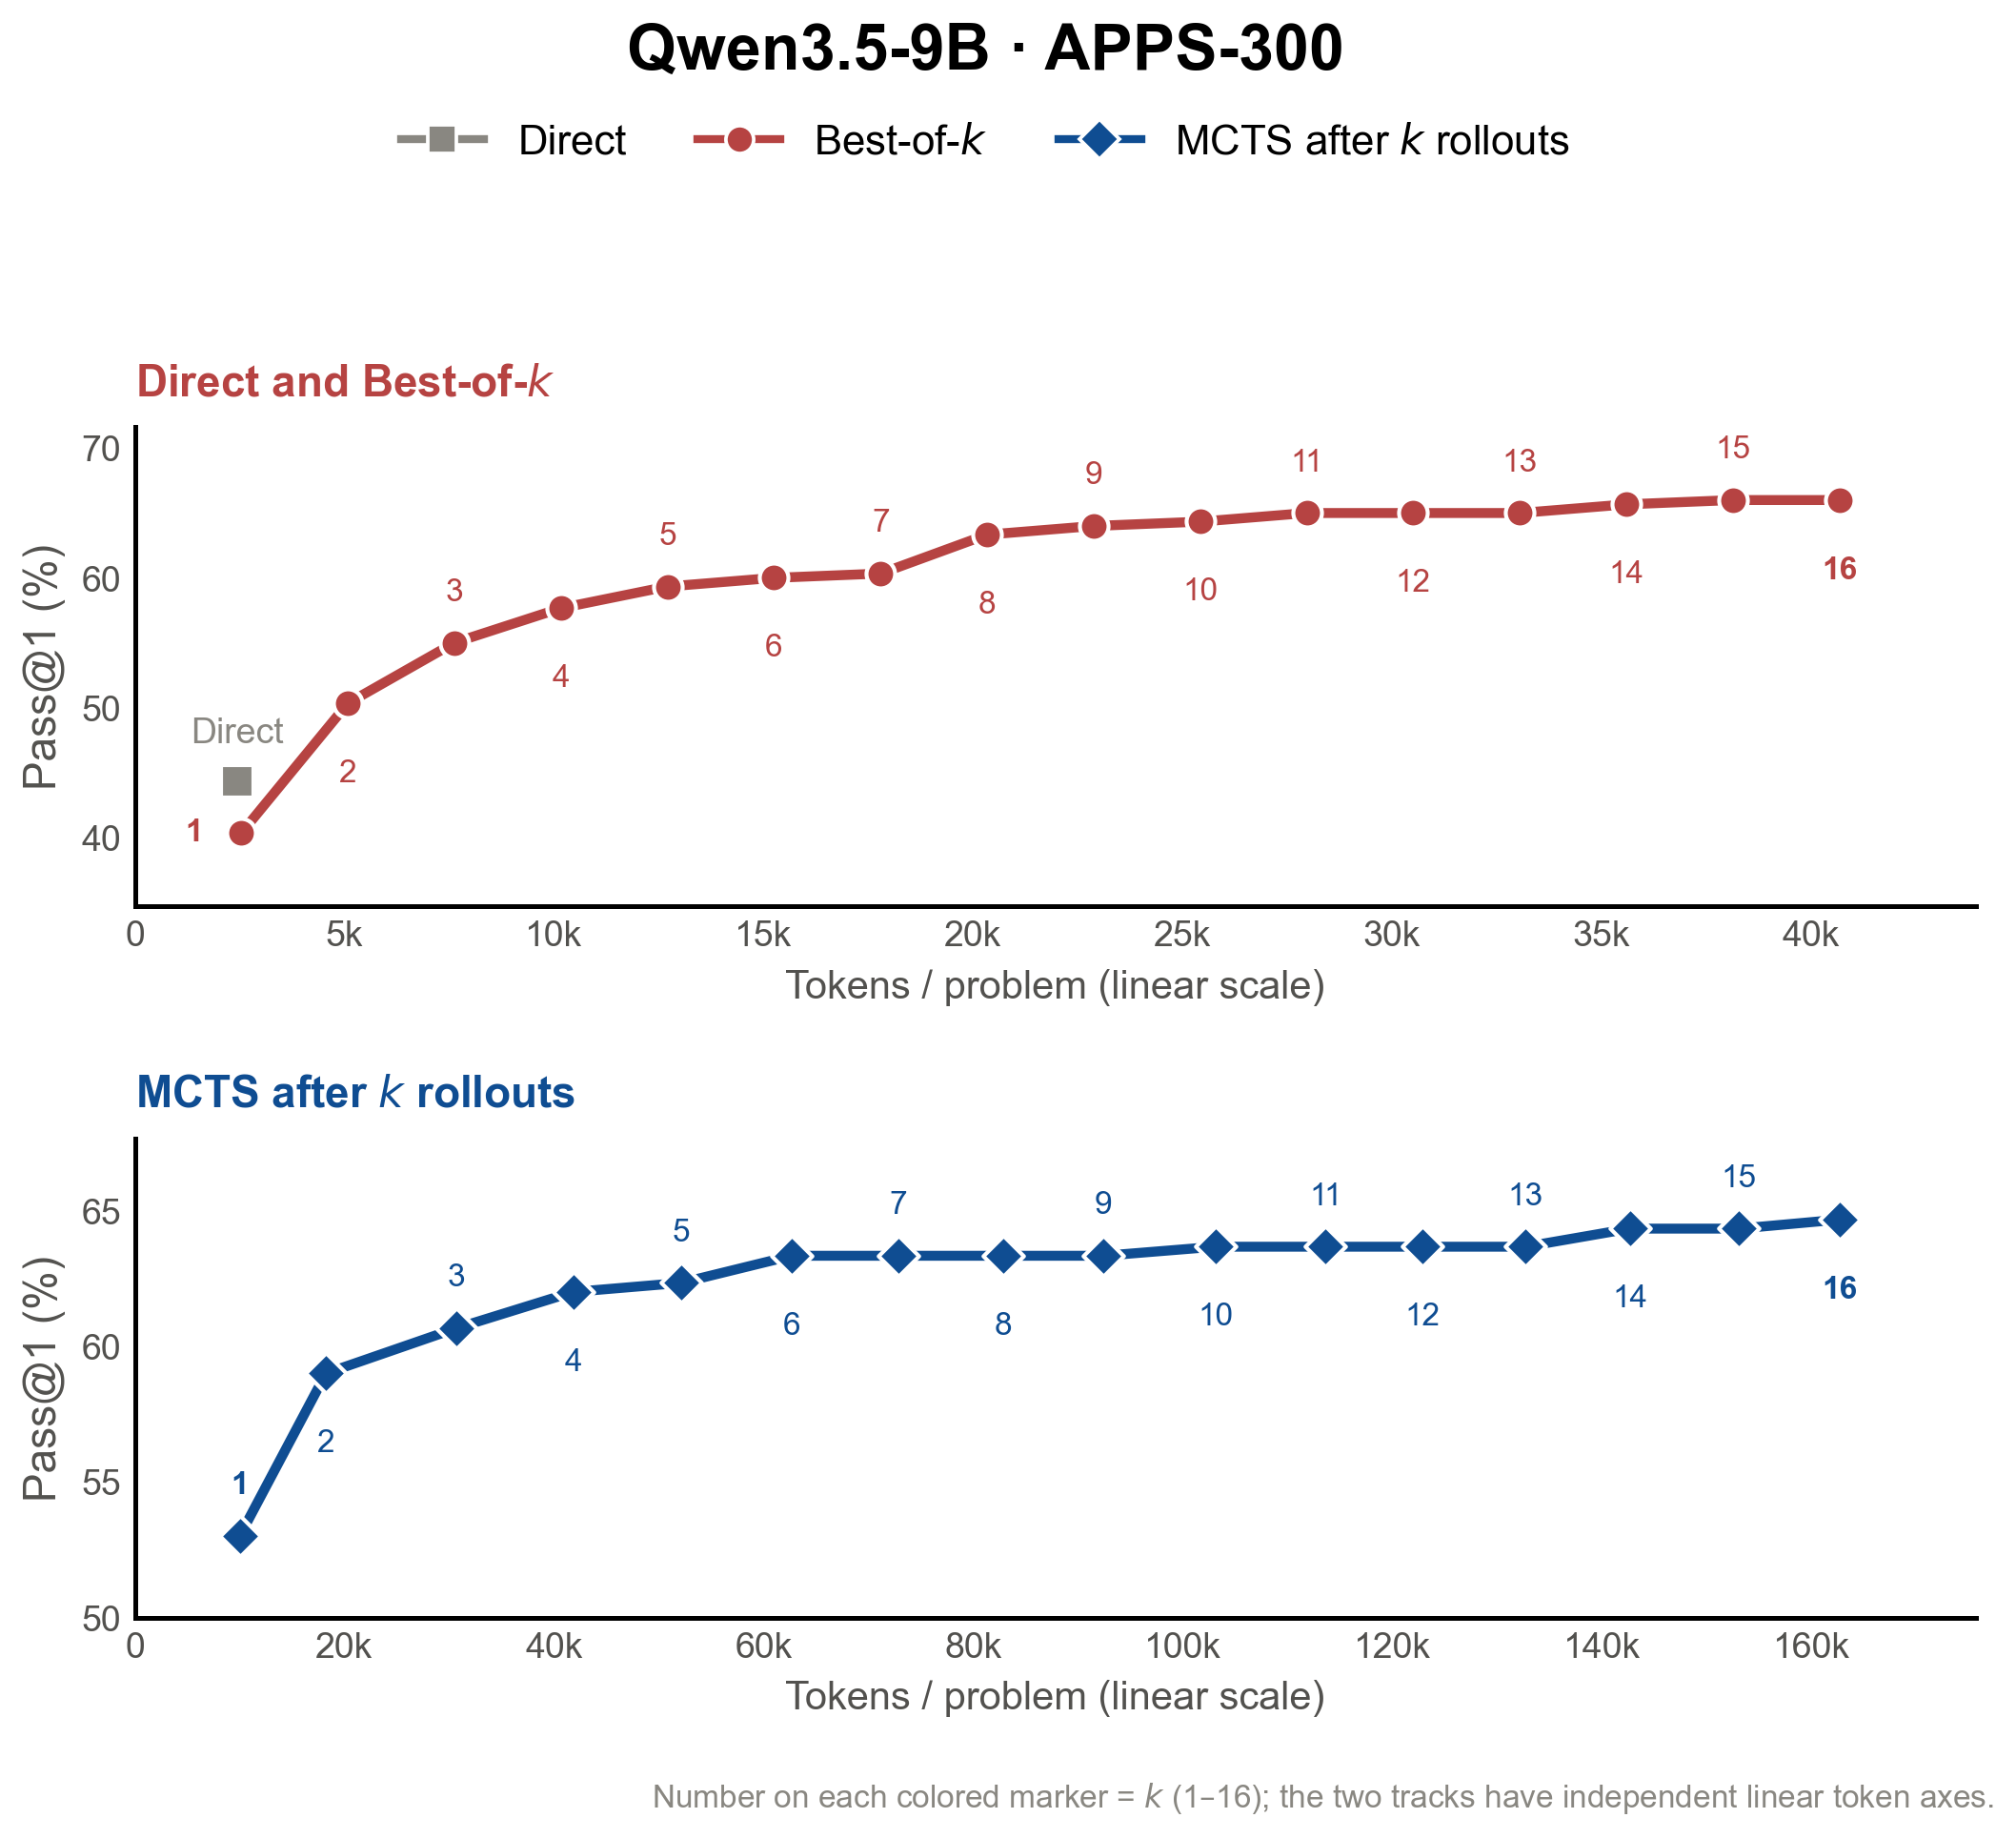 Qwen3.5-9B · APPS-300
Direct
Best-of-k
MCTS after k rollouts
Direct and Best-of-k
Pass@1 (%)
70
60
50
40
Direct
1
2
3
4
5
6
7
8
9
10
11
12
13
14
15
16
0 5k 10k 15k 20k 25k 30k 35k 40k
Tokens / problem (linear scale)
MCTS after k rollouts
Pass@1 (%)
65
60
55
50
1
2
3
4
5
6
7
8
9
10
11
12
13
14
15
16
0 20k 40k 60k 80k 100k 120k 140k 160k
Tokens / problem (linear scale)
Number on each colored marker = k (1–16); the two tracks have independent linear token axes.